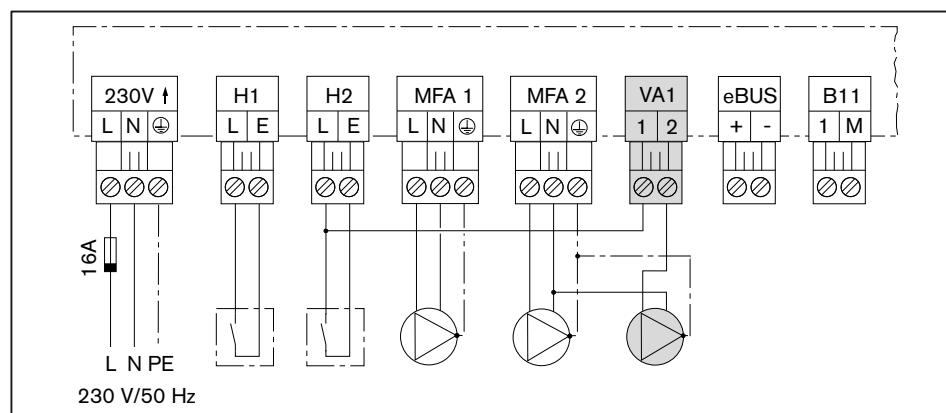 230V H1 H2 MFA 1 MFA 2 VA1 eBUS B11
L N L E L E L N L N 1 2 + - 1 M
16A
L N PE
230 V/50 Hz